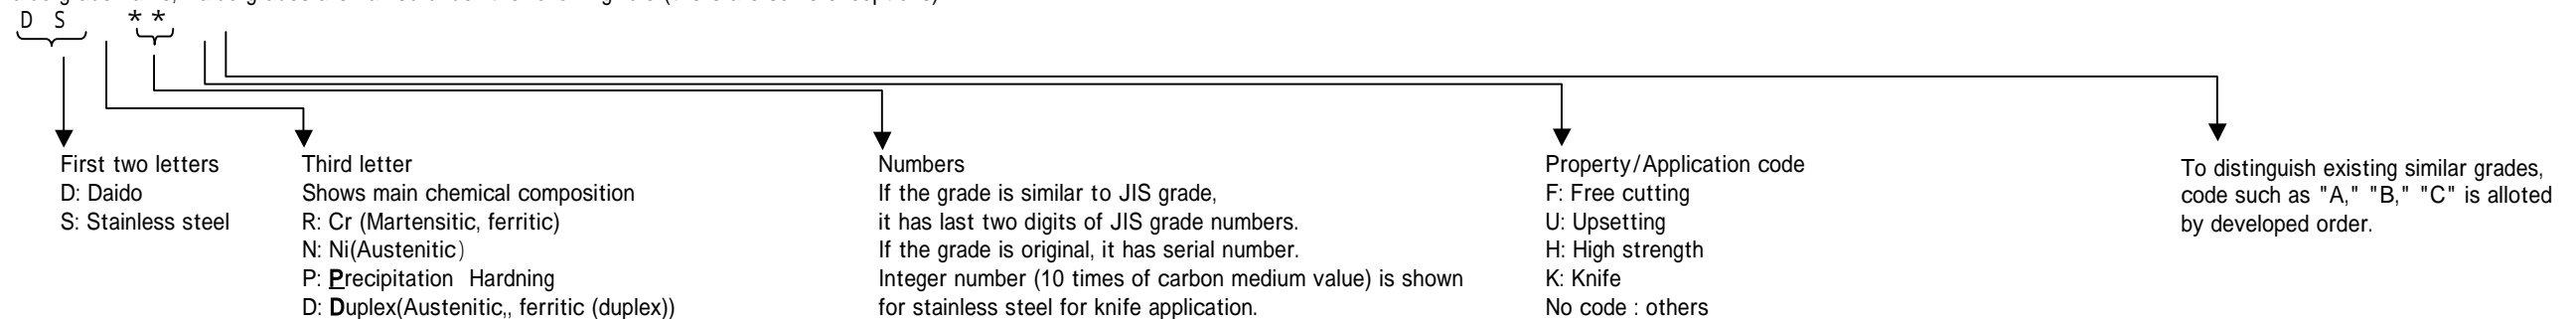 D S **
First two letters
D: Daido
S: Stainless steel
Third letter
Shows main chemical composition
R: Cr (Martensitic, ferritic)
N: Ni(Austenitic)
P: Precipitation Hardning
D: Duplex(Austenitic,, ferritic (duplex))
Numbers
If the grade is similar to JIS grade,
it has last two digits of JIS grade numbers.
If the grade is original, it has serial number.
Integer number (10 times of carbon medium value) is shown
for stainless steel for knife application.
Property/Application code
F: Free cutting
U: Upsetting
H: High strength
K: Knife
No code : others
To distinguish existing similar grades,
code such as "A," "B," "C" is alloted
by developed order.